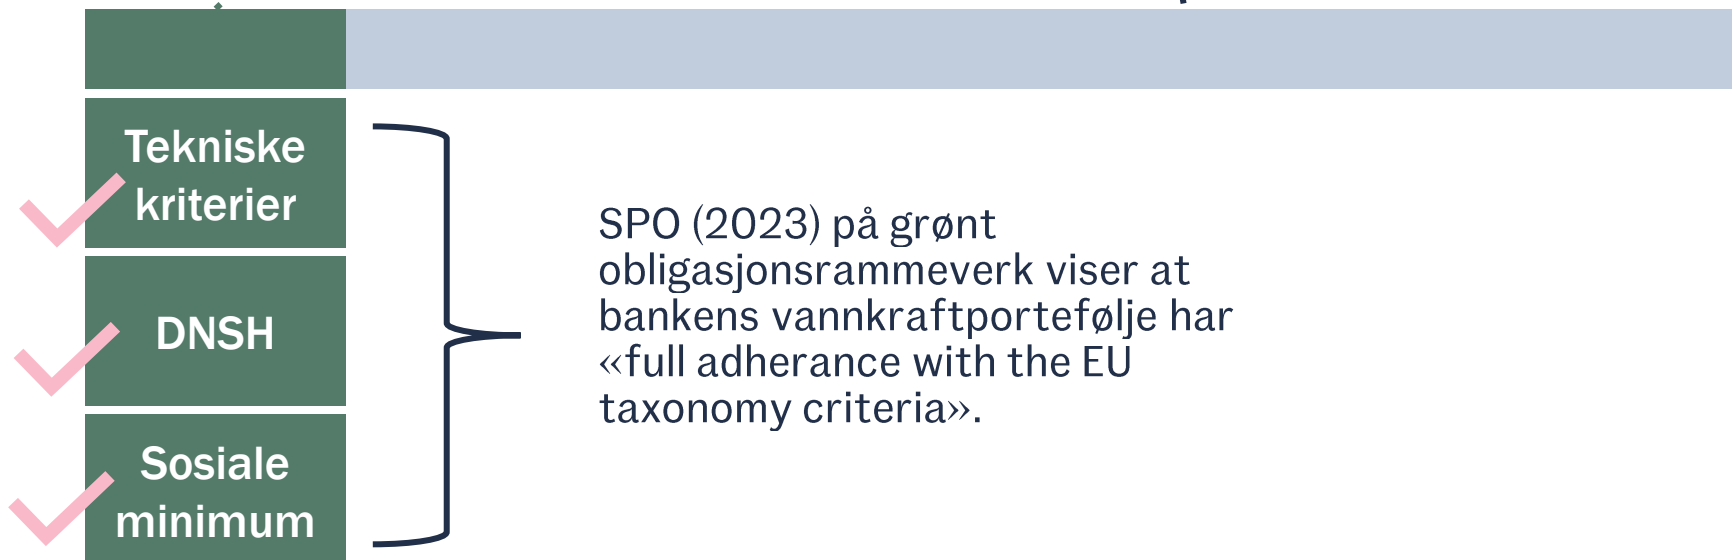 Tekniske
kriterier
DNSH
Sosiale
minimum
SPO (2023) på grønt
obligasjonsrammeverk viser at
bankens vannkraftportefølje har
«full adherance with the EU
taxonomy criteria».